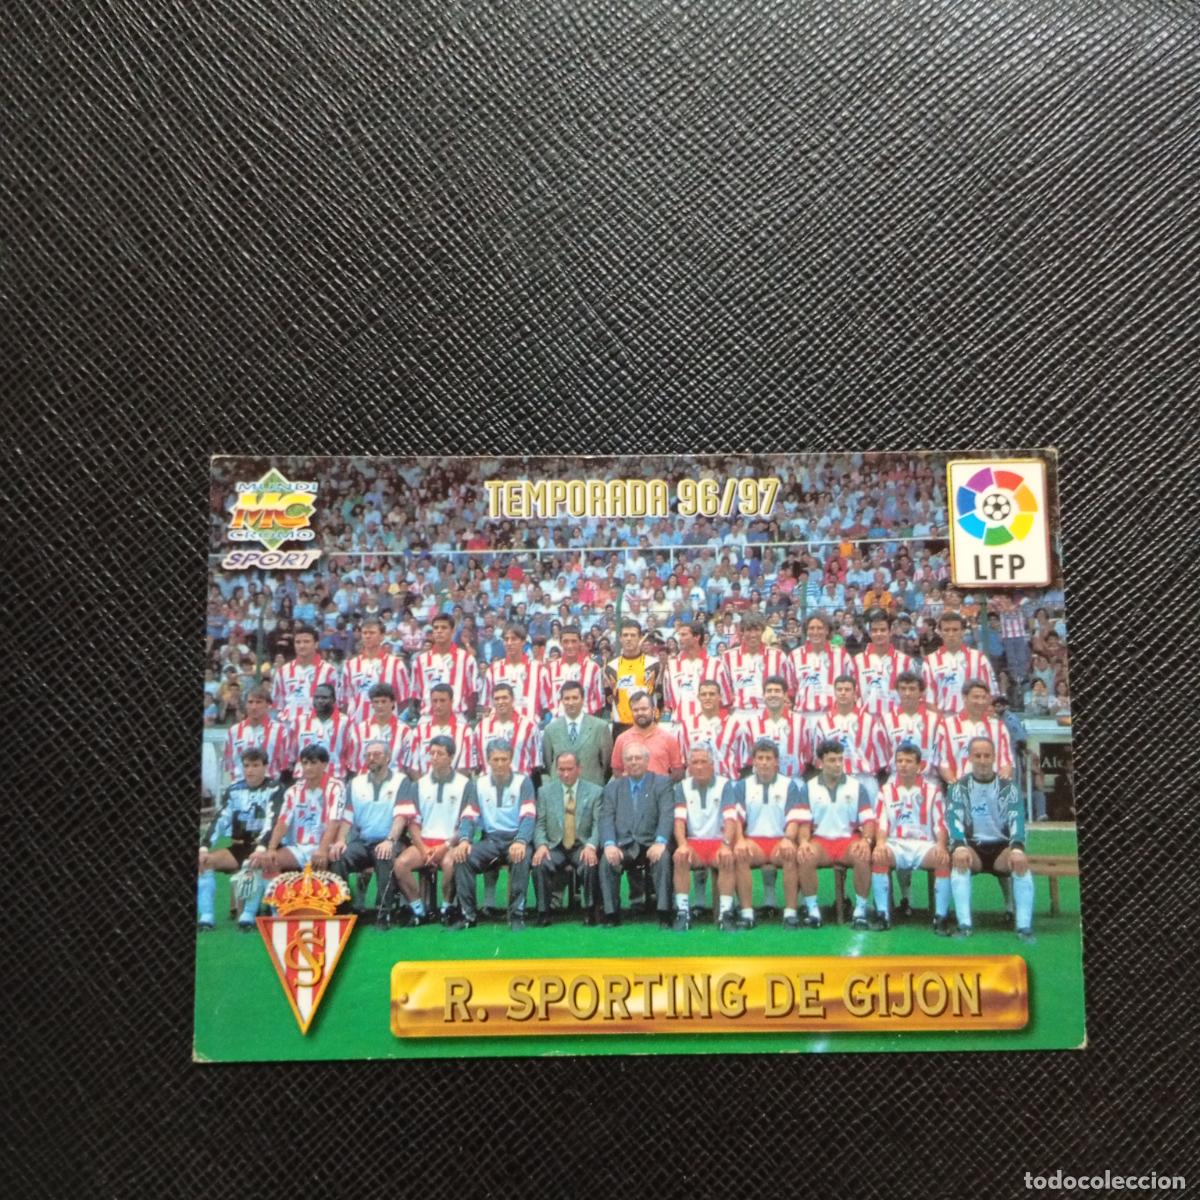 MUNDI
MC
CROMO
SPORT
TEMPORADA 96/97
LFP
R. SPORTING DE GIJON
todocoleccion